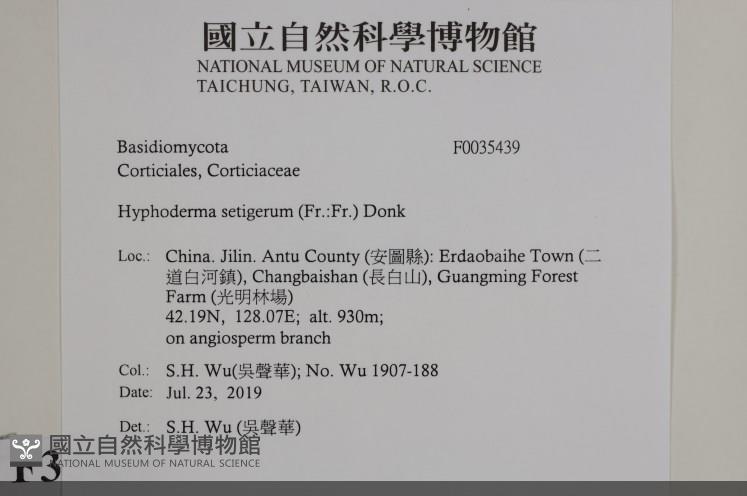 國立自然科學博物館
NATIONAL MUSEUM OF NATURAL SCIENCE
TAICHUNG, TAIWAN, R.O.C.
Basidiomycota F0035439
Corticiales, Corticiaceae
Hyphoderma setigerum (Fr.:Fr.) Donk
Loc.: China. Jilin. Antu County (安圖縣): Erdaobaihe Town (二
道白河鎮), Changbaishan (長白山), Guangming Forest
Farm (光明林場)
42.19N, 128.07E; alt. 930m;
on angiosperm branch
Col.: S.H. Wu(吳聲華); No. Wu 1907-188
Date: Jul. 23, 2019
Det.: S.H. Wu (吳聲華)
國立自然科學博物館
NATIONAL MUSEUM OF NATURAL SCIENCE
F3